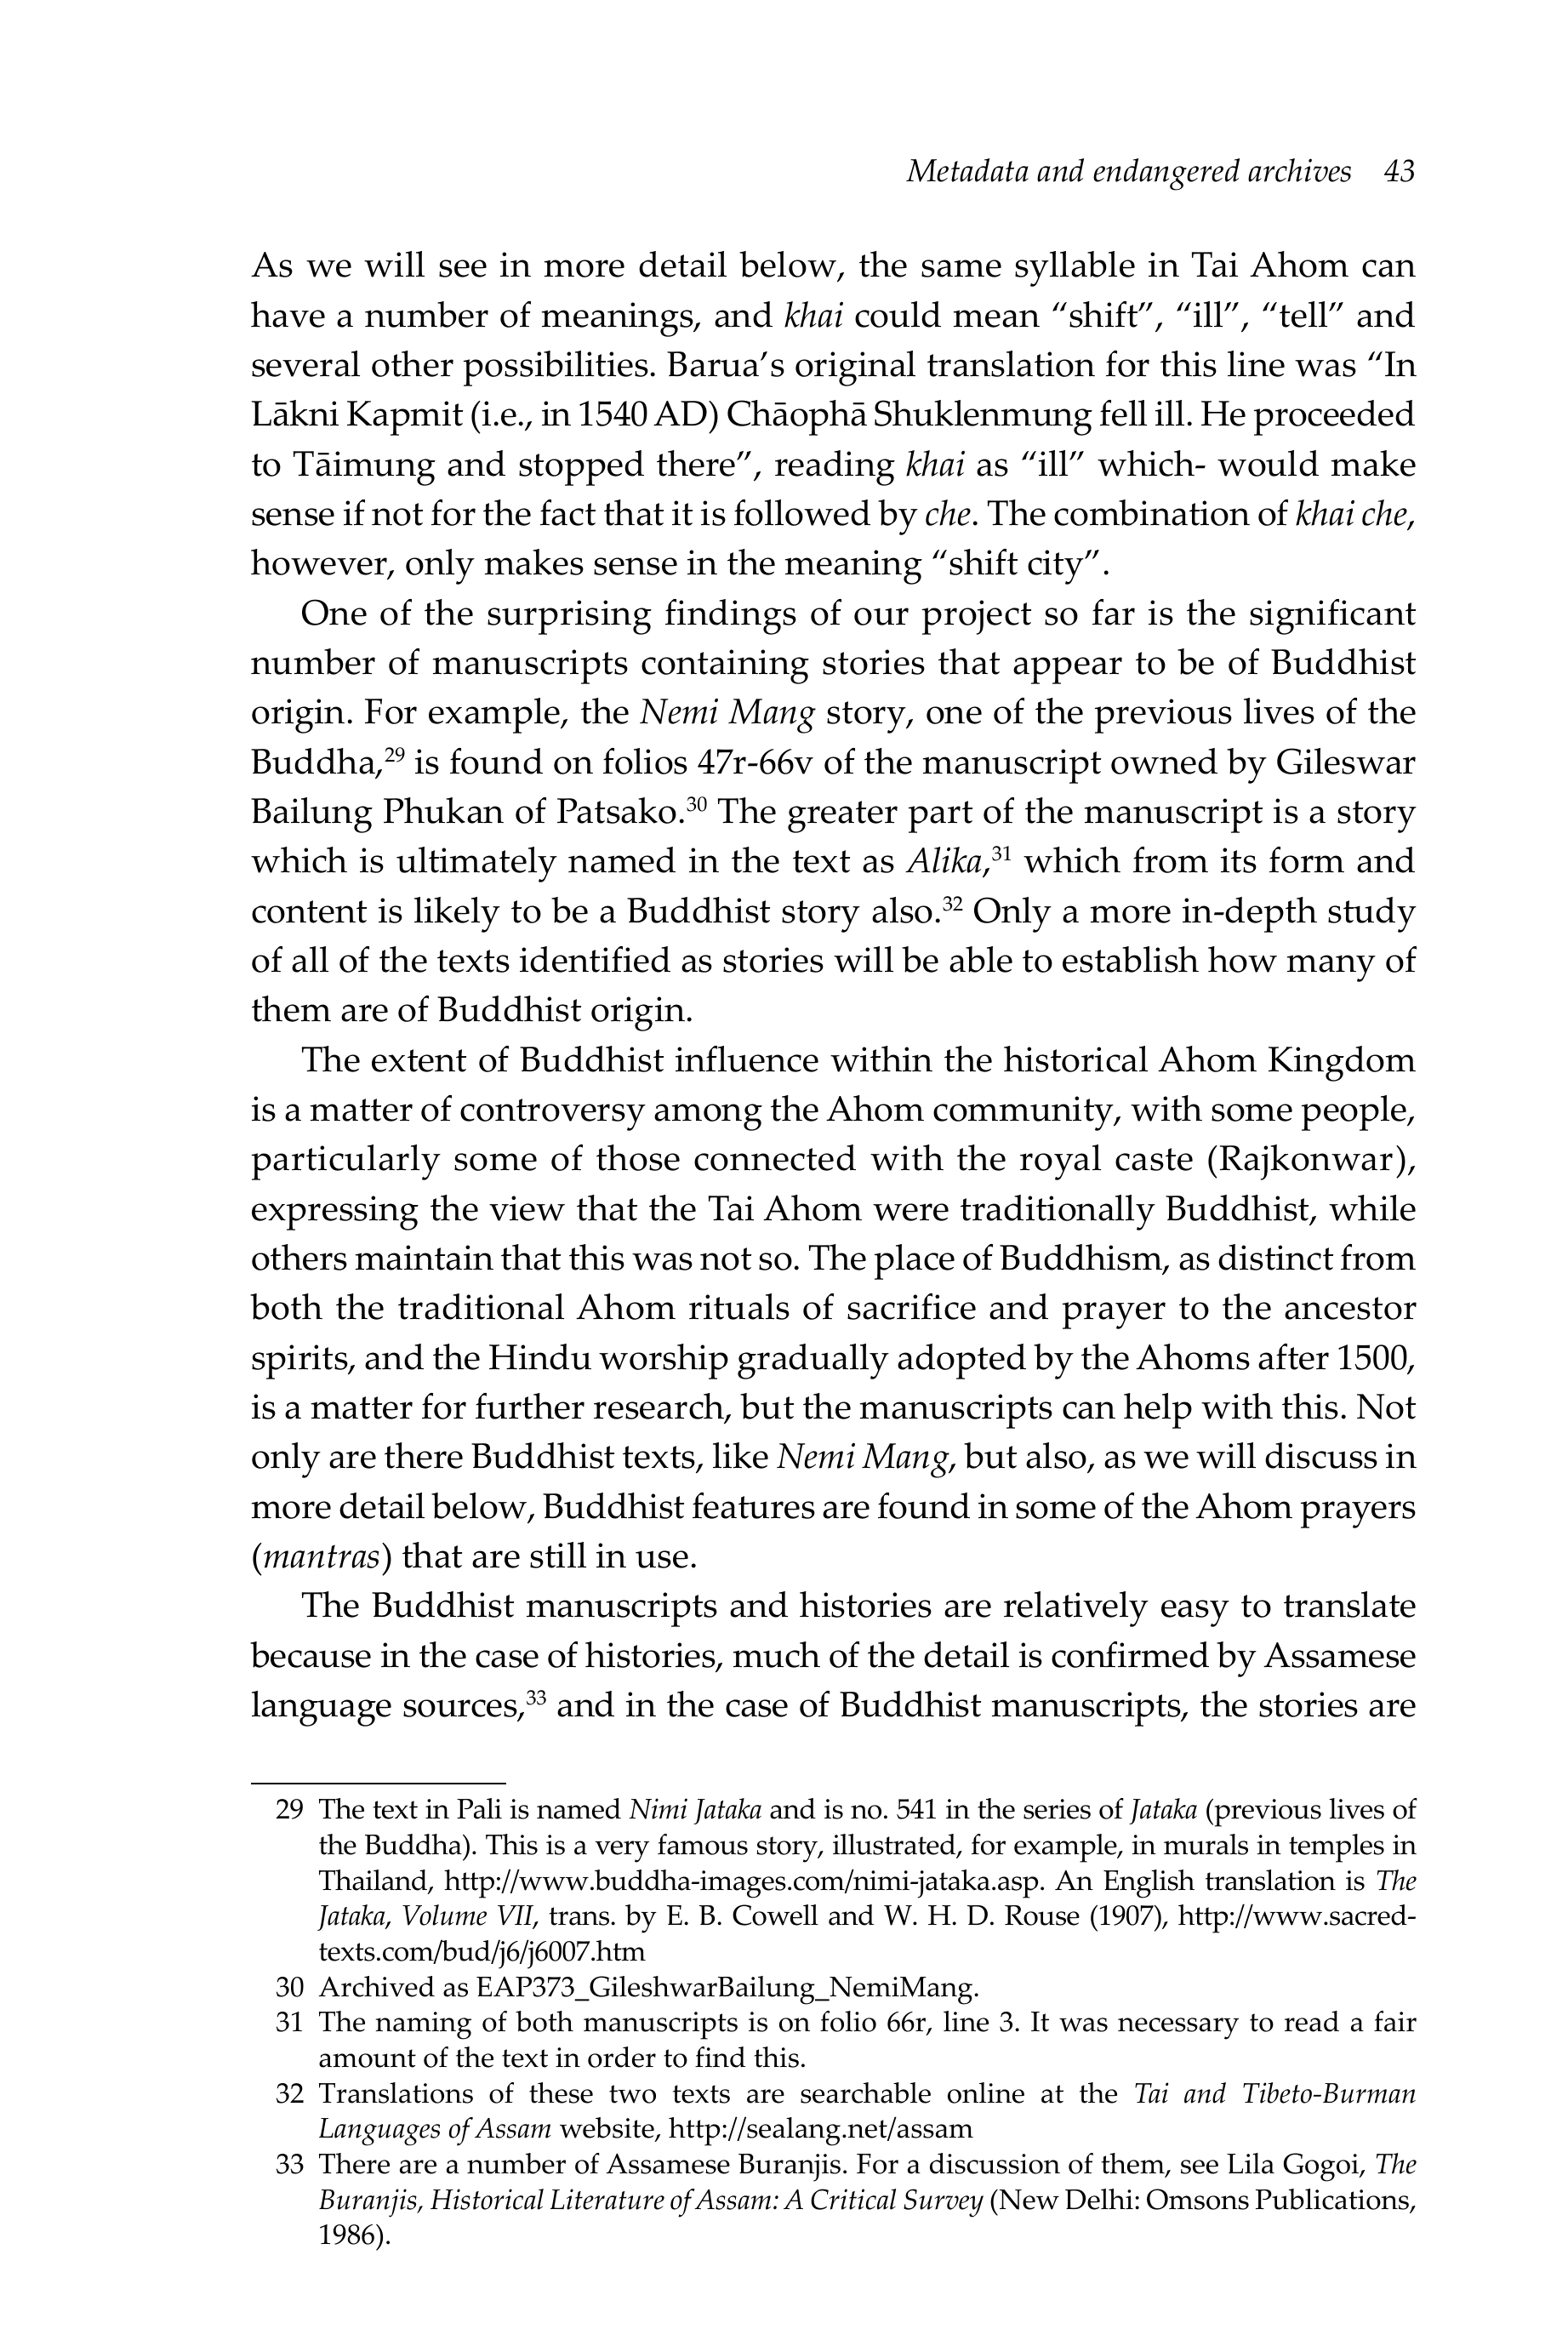 Metadata and endangered archives 43
As we will see in more detail below, the same syllable in Tai Ahom can
have a number of meanings, and khai could mean “shift”, “ill”, “tell” and
several other possibilities. Barua’s original translation for this line was “In
Lākni Kapmit (i.e., in 1540 AD) Chāophā Shuklenmung fell ill. He proceeded
to Tāimung and stopped there”, reading khai as “ill” which- would make
sense if not for the fact that it is followed by che. The combination of khai che,
however, only makes sense in the meaning “shift city”.
One of the surprising findings of our project so far is the significant
number of manuscripts containing stories that appear to be of Buddhist
origin. For example, the Nemi Mang story, one of the previous lives of the
Buddha,29 is found on folios 47r-66v of the manuscript owned by Gileswar
Bailung Phukan of Patsako.30 The greater part of the manuscript is a story
which is ultimately named in the text as Alika,31 which from its form and
content is likely to be a Buddhist story also.32 Only a more in-depth study
of all of the texts identified as stories will be able to establish how many of
them are of Buddhist origin.
The extent of Buddhist influence within the historical Ahom Kingdom
is a matter of controversy among the Ahom community, with some people,
particularly some of those connected with the royal caste (Rajkonwar),
expressing the view that the Tai Ahom were traditionally Buddhist, while
others maintain that this was not so. The place of Buddhism, as distinct from
both the traditional Ahom rituals of sacrifice and prayer to the ancestor
spirits, and the Hindu worship gradually adopted by the Ahoms after 1500,
is a matter for further research, but the manuscripts can help with this. Not
only are there Buddhist texts, like Nemi Mang, but also, as we will discuss in
more detail below, Buddhist features are found in some of the Ahom prayers
(mantras) that are still in use.
The Buddhist manuscripts and histories are relatively easy to translate
because in the case of histories, much of the detail is confirmed by Assamese
language sources,33 and in the case of Buddhist manuscripts, the stories are
29 The text in Pali is named Nimi Jataka and is no. 541 in the series of Jataka (previous lives of
the Buddha). This is a very famous story, illustrated, for example, in murals in temples in
Thailand, http://www.buddha-images.com/nimi-jataka.asp. An English translation is The
Jataka, Volume VII, trans. by E. B. Cowell and W. H. D. Rouse (1907), http://www.sacred-
texts.com/bud/j6/j6007.htm
30 Archived as EAP373_GileshwarBailung_NemiMang.
31 The naming of both manuscripts is on folio 66r, line 3. It was necessary to read a fair
amount of the text in order to find this.
32 Translations of these two texts are searchable online at the Tai and Tibeto-Burman
Languages of Assam website, http://sealang.net/assam
33 There are a number of Assamese Buranjis. For a discussion of them, see Lila Gogoi, The
Buranjis, Historical Literature of Assam: A Critical Survey (New Delhi: Omsons Publications,
1986).